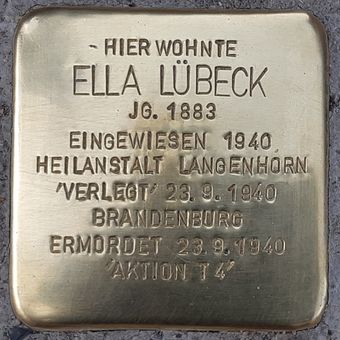 HIER WOHNTE
ELLA LÜBECK
JG. 1883
EINGEWIESEN 1940
HEILANSTALT LANGENHORN
'VERLEGT' 23.9.1940
BRANDENBURG
ERMORDET 23.9.1940
'AKTION T4'